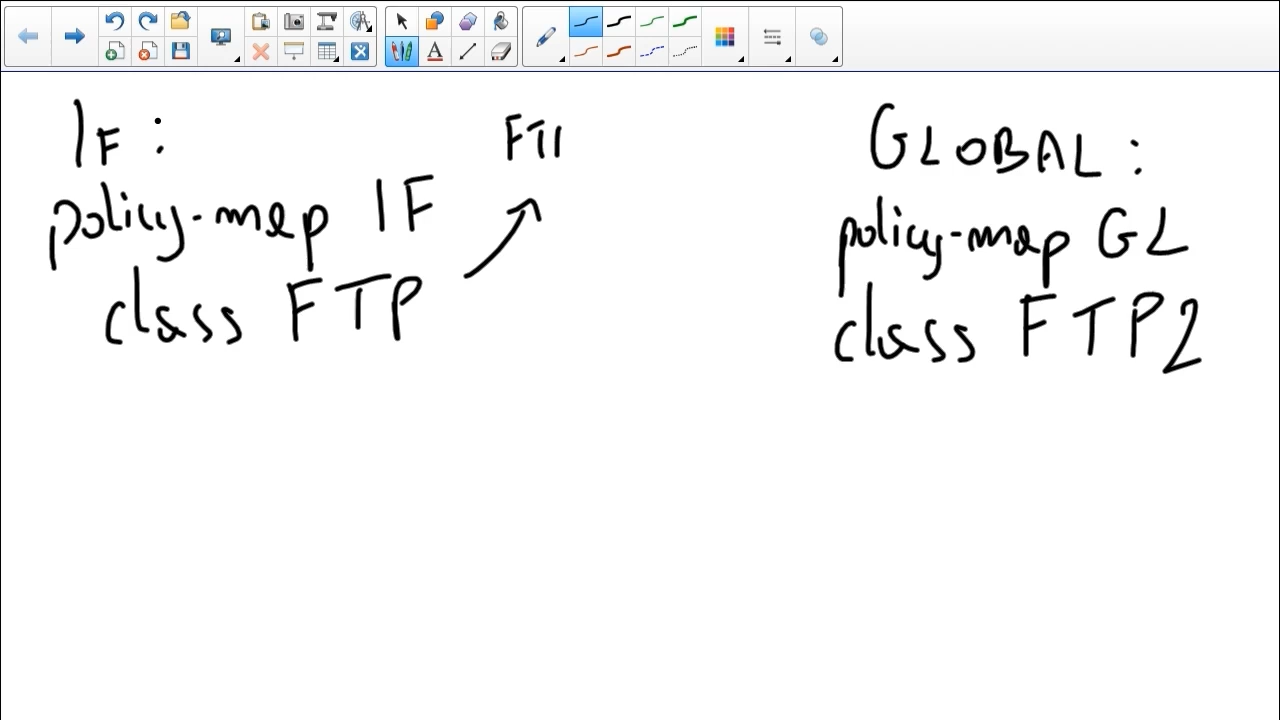 IF :
policy-map IF
class FTP
FTI
GLOBAL :
policy-map GL
class FTP2